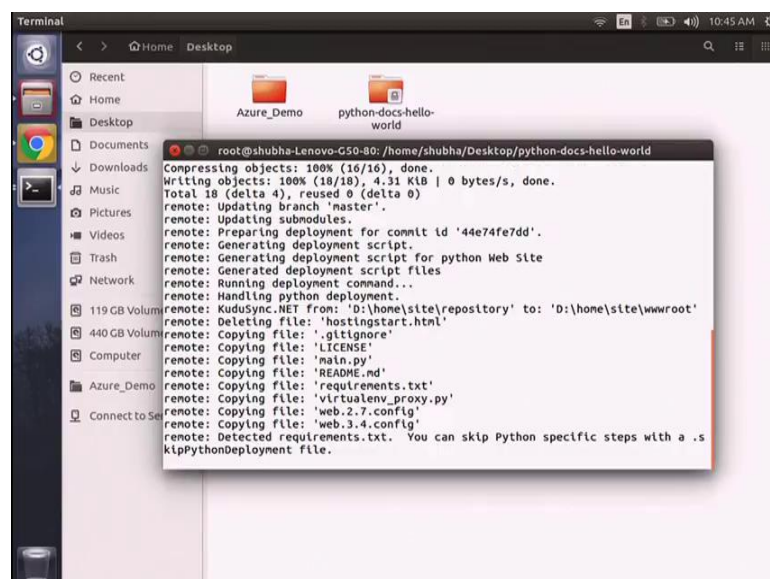 Terminal
En
10:45 AM
Home Desktop
Recent
Home
Desktop
Documents
Downloads
Music
Pictures
Videos
Trash
Network
119 GB Volum
440 GB Volum
Computer
Azure_Demo
Connect to Se
Azure_Demo
python-docs-hello-
world
root@shubha-Lenovo-G50-80: /home/shubha/Desktop/python-docs-hello-world
Compressing objects: 100% (16/16), done.
Writing objects: 100% (18/18), 4.31 KiB | 0 bytes/s, done.
Total 18 (delta 4), reused 0 (delta 0)
remote: Updating branch 'master'.
remote: Updating submodules.
remote: Preparing deployment for commit id '44e74fe7dd'.
remote: Generating deployment script.
remote: Generating deployment script for python Web Site
remote: Generated deployment script files
remote: Running deployment command...
remote: Handling python deployment.
remote: KuduSync.NET from: 'D:\home\site\repository' to: 'D:\home\site\wwwroot'
remote: Deleting file: 'hostingstart.html'
remote: Copying file: '.gitignore'
remote: Copying file: 'LICENSE'
remote: Copying file: 'main.py'
remote: Copying file: 'README.md'
remote: Copying file: 'requirements.txt'
remote: Copying file: 'virtualenv_proxy.py'
remote: Copying file: 'web.2.7.config'
remote: Copying file: 'web.3.4.config'
remote: Detected requirements.txt.  You can skip Python specific steps with a .s
kipPythonDeployment file.